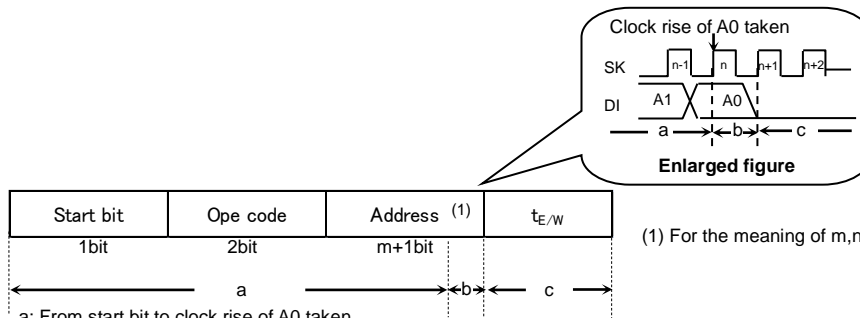 Clock rise of A0 taken
SK n-1 n n+1 n+2
DI A1 A0
a b c
Enlarged figure
Start bit Ope code Address (1) tE/W
1bit 2bit m+1bit
(1) For the meaning of m,n
a b c
a: From start bit to clock rise of A0 taken